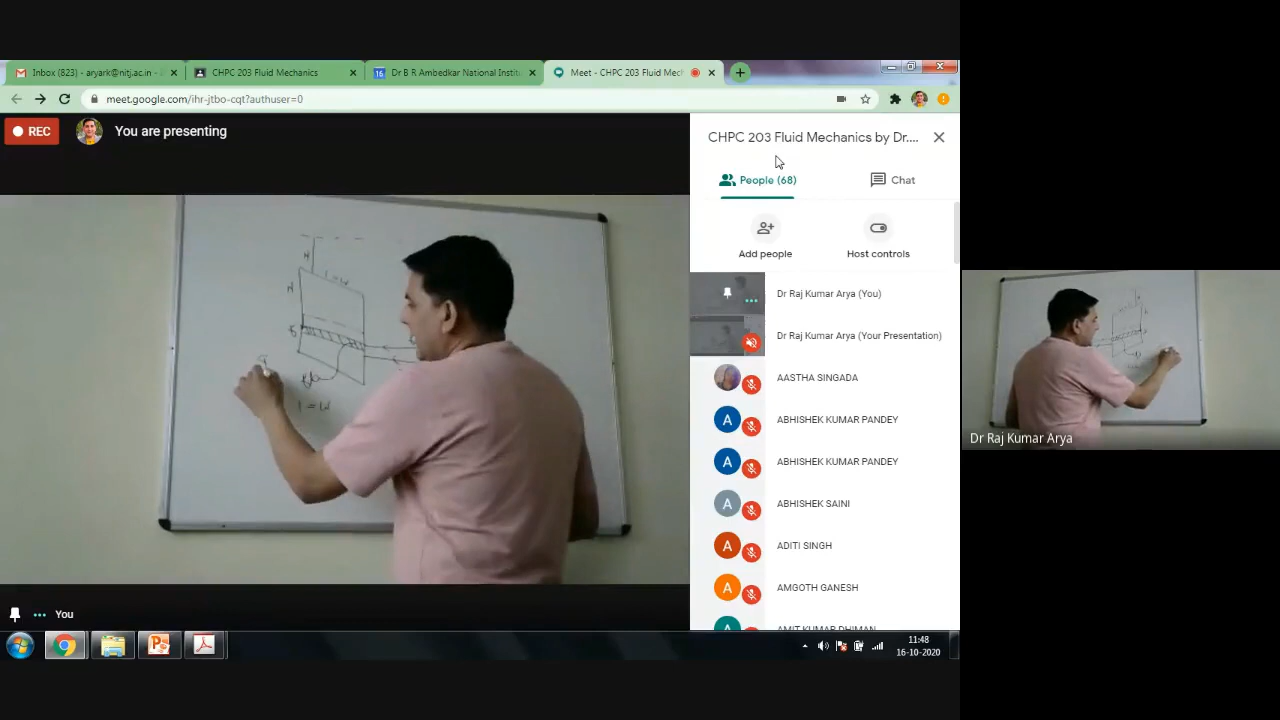 Inbox (823) - aryark@nitj.ac.in -
CHPC 203 Fluid Mechanics
Dr B R Ambedkar National Institu
Meet - CHPC 203 Fluid Mec
meet.google.com/ihr-jtbo-cqt?authuser=0
REC
You are presenting
CHPC 203 Fluid Mechanics by Dr....
People (68)
Chat
Add people
Host controls
Dr Raj Kumar Arya (You)
Dr Raj Kumar Arya (Your Presentation)
AASTHA SINGADA
A ABHISHEK KUMAR PANDEY
A ABHISHEK KUMAR PANDEY
A ABHISHEK SAINI
A ADITI SINGH
A AMGOTH GANESH
A AMIT KUMAR DHIMAN
H
H
You
Dr Raj Kumar Arya
11:48
16-10-2020